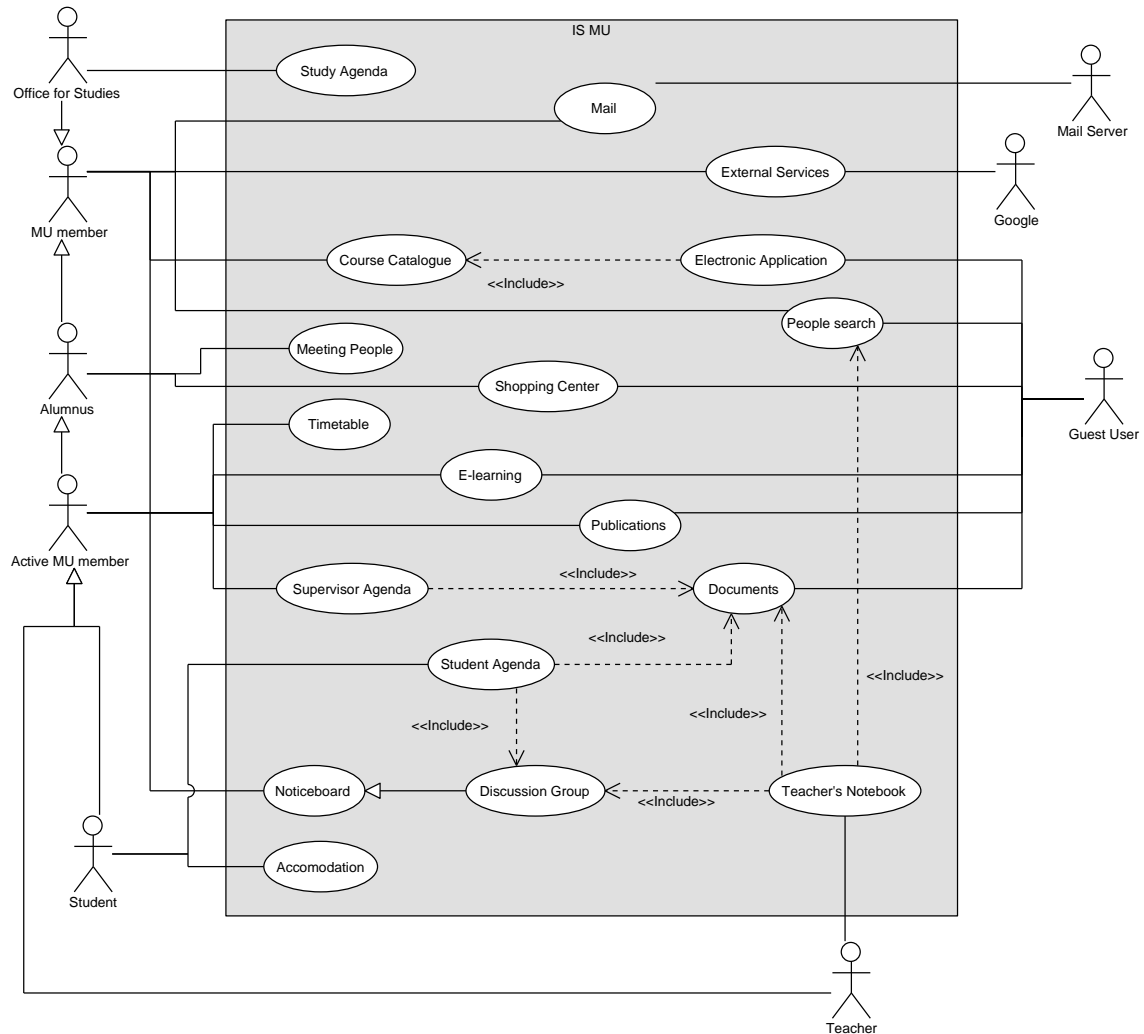 IS MU
Study Agenda
Office for Studies
Mail
Mail Server
External Services
MU member
Google
Course Catalogue
Electronic Application
<<Include>>
People search
Meeting People
Alumnus
Shopping Center
Guest User
Timetable
E-learning
Publications
Active MU member
<<Include>>
Supervisor Agenda
Documents
<<Include>>
Student Agenda
<<Include>>
<<Include>>
<<Include>>
Noticeboard
Discussion Group
<<Include>>
Teacher's Notebook
Accomodation
Student
Teacher